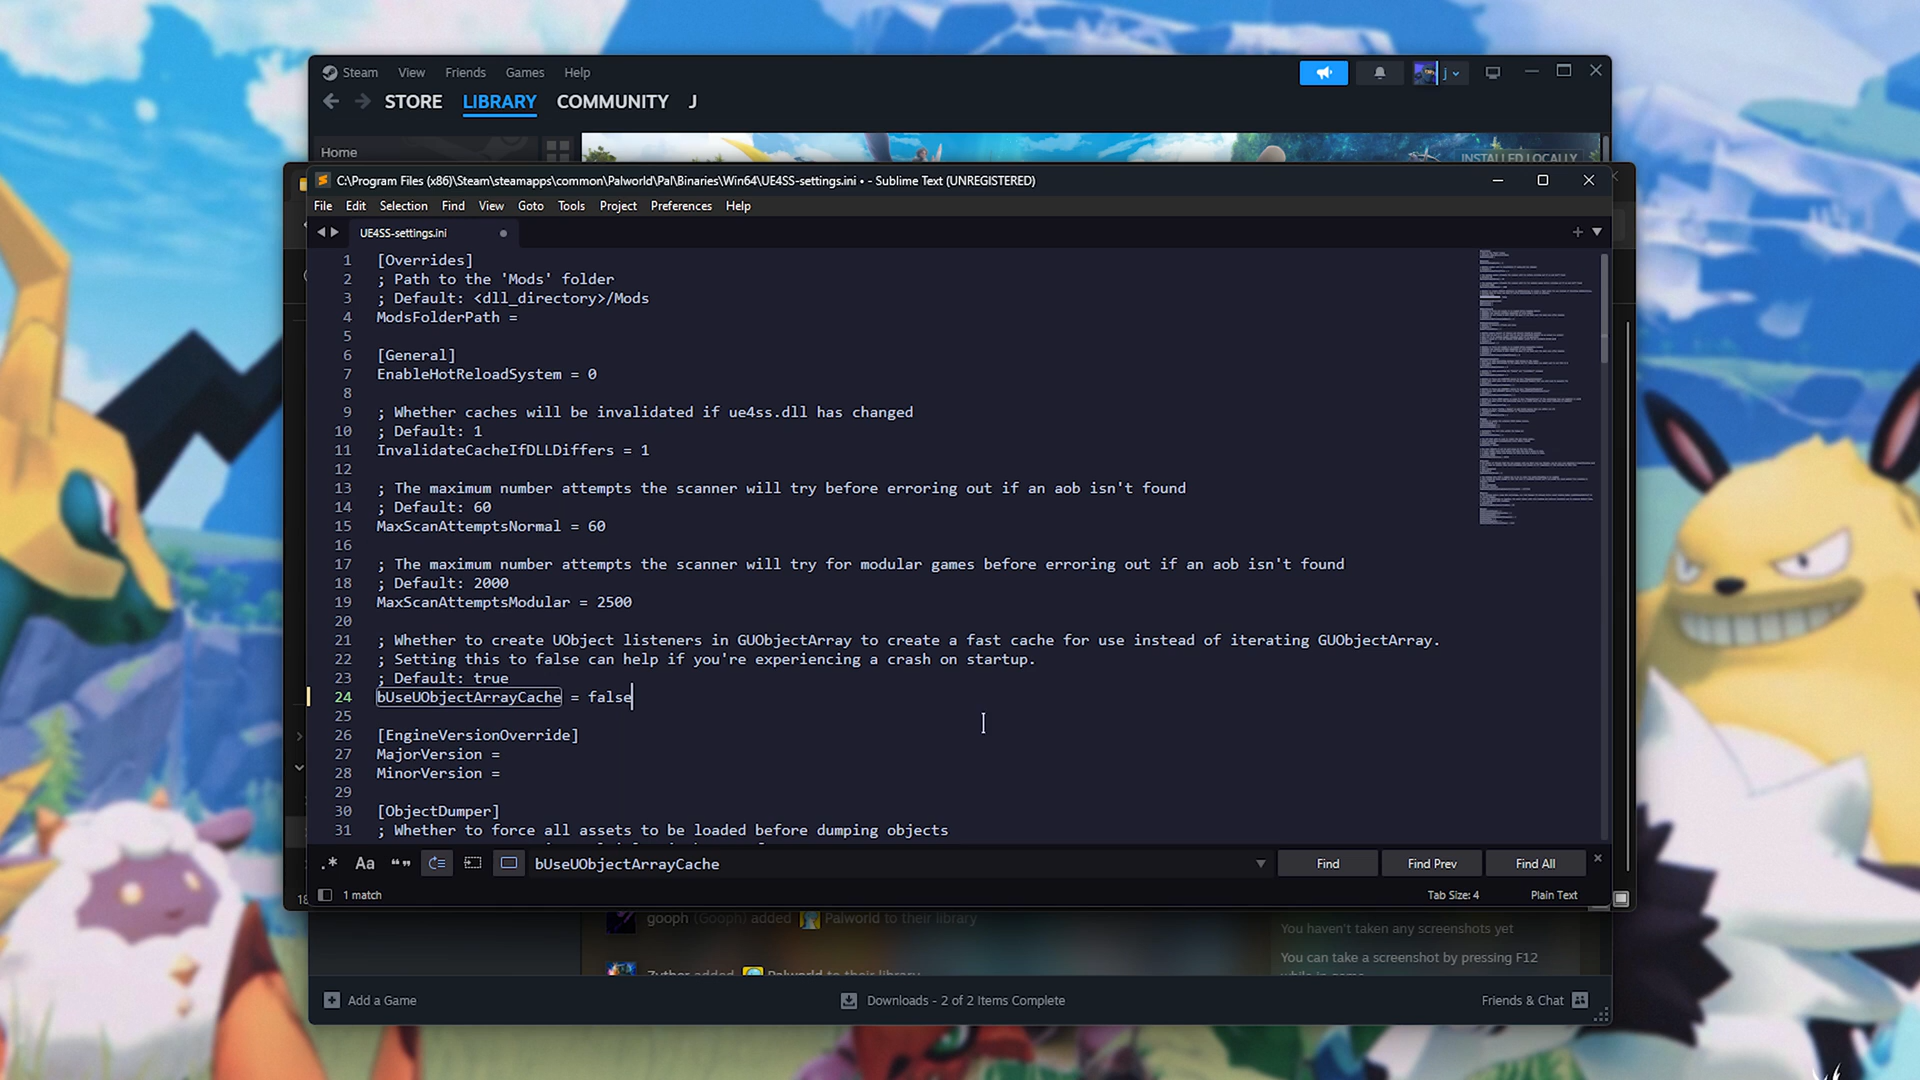 Steam View Friends Games Help
j
STORE LIBRARY COMMUNITY J
Home
INSTALLED LOCALLY
C:\Program Files (x86)\Steam\steamapps\common\Palworld\Pal\Binaries\Win64\UE4SS-settings.ini • - Sublime Text (UNREGISTERED)
File Edit Selection Find View Goto Tools Project Preferences Help
UE4SS-settings.ini
1 [Overrides]
2 ; Path to the 'Mods' folder
3 ; Default: <dll_directory>/Mods
4 ModsFolderPath =
5
6 [General]
7 EnableHotReloadSystem = 0
8
9 ; Whether caches will be invalidated if ue4ss.dll has changed
10 ; Default: 1
11 InvalidateCacheIfDLLDiffers = 1
12
13 ; The maximum number attempts the scanner will try before erroring out if an aob isn't found
14 ; Default: 60
15 MaxScanAttemptsNormal = 60
16
17 ; The maximum number attempts the scanner will try for modular games before erroring out if an aob isn't found
18 ; Default: 2000
19 MaxScanAttemptsModular = 2500
20
21 ; Whether to create UObject listeners in GUObjectArray to create a fast cache for use instead of iterating GUObjectArray.
22 ; Setting this to false can help if you're experiencing a crash on startup.
23 ; Default: true
24 bUseUObjectArrayCache = false
25
26 [EngineVersionOverride]
27 MajorVersion =
28 MinorVersion =
29
30 [ObjectDumper]
31 ; Whether to force all assets to be loaded before dumping objects
.* Aa “” bUseUObjectArrayCache Find Find Prev Find All
18
1 match Tab Size: 4 Plain Text
gooph (Gooph) added Palworld to their library
You haven't taken any screenshots yet
You can take a screenshot by pressing F12
while in game
added Palworld to their library
Add a Game Downloads - 2 of 2 Items Complete Friends & Chat